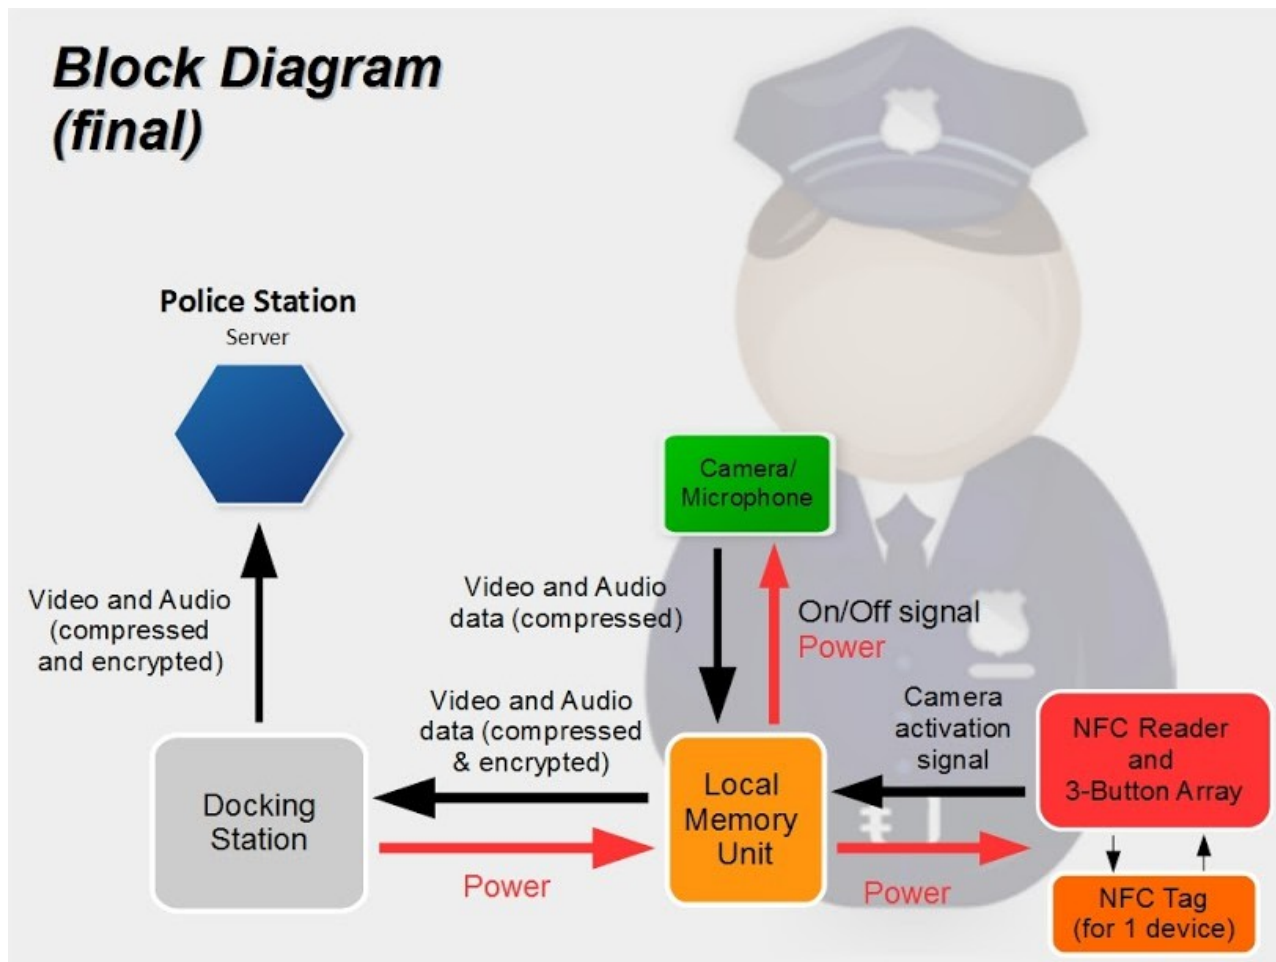 Block Diagram
(final)
Police Station
Server
Camera/
Microphone
Video and Audio
(compressed
and encrypted)
Video and Audio
data (compressed)
On/Off signal
Power
Video and Audio
data (compressed
& encrypted)
Camera
activation
signal
NFC Reader
and
3-Button Array
Docking
Station
Local
Memory
Unit
Power
Power
NFC Tag
(for 1 device)